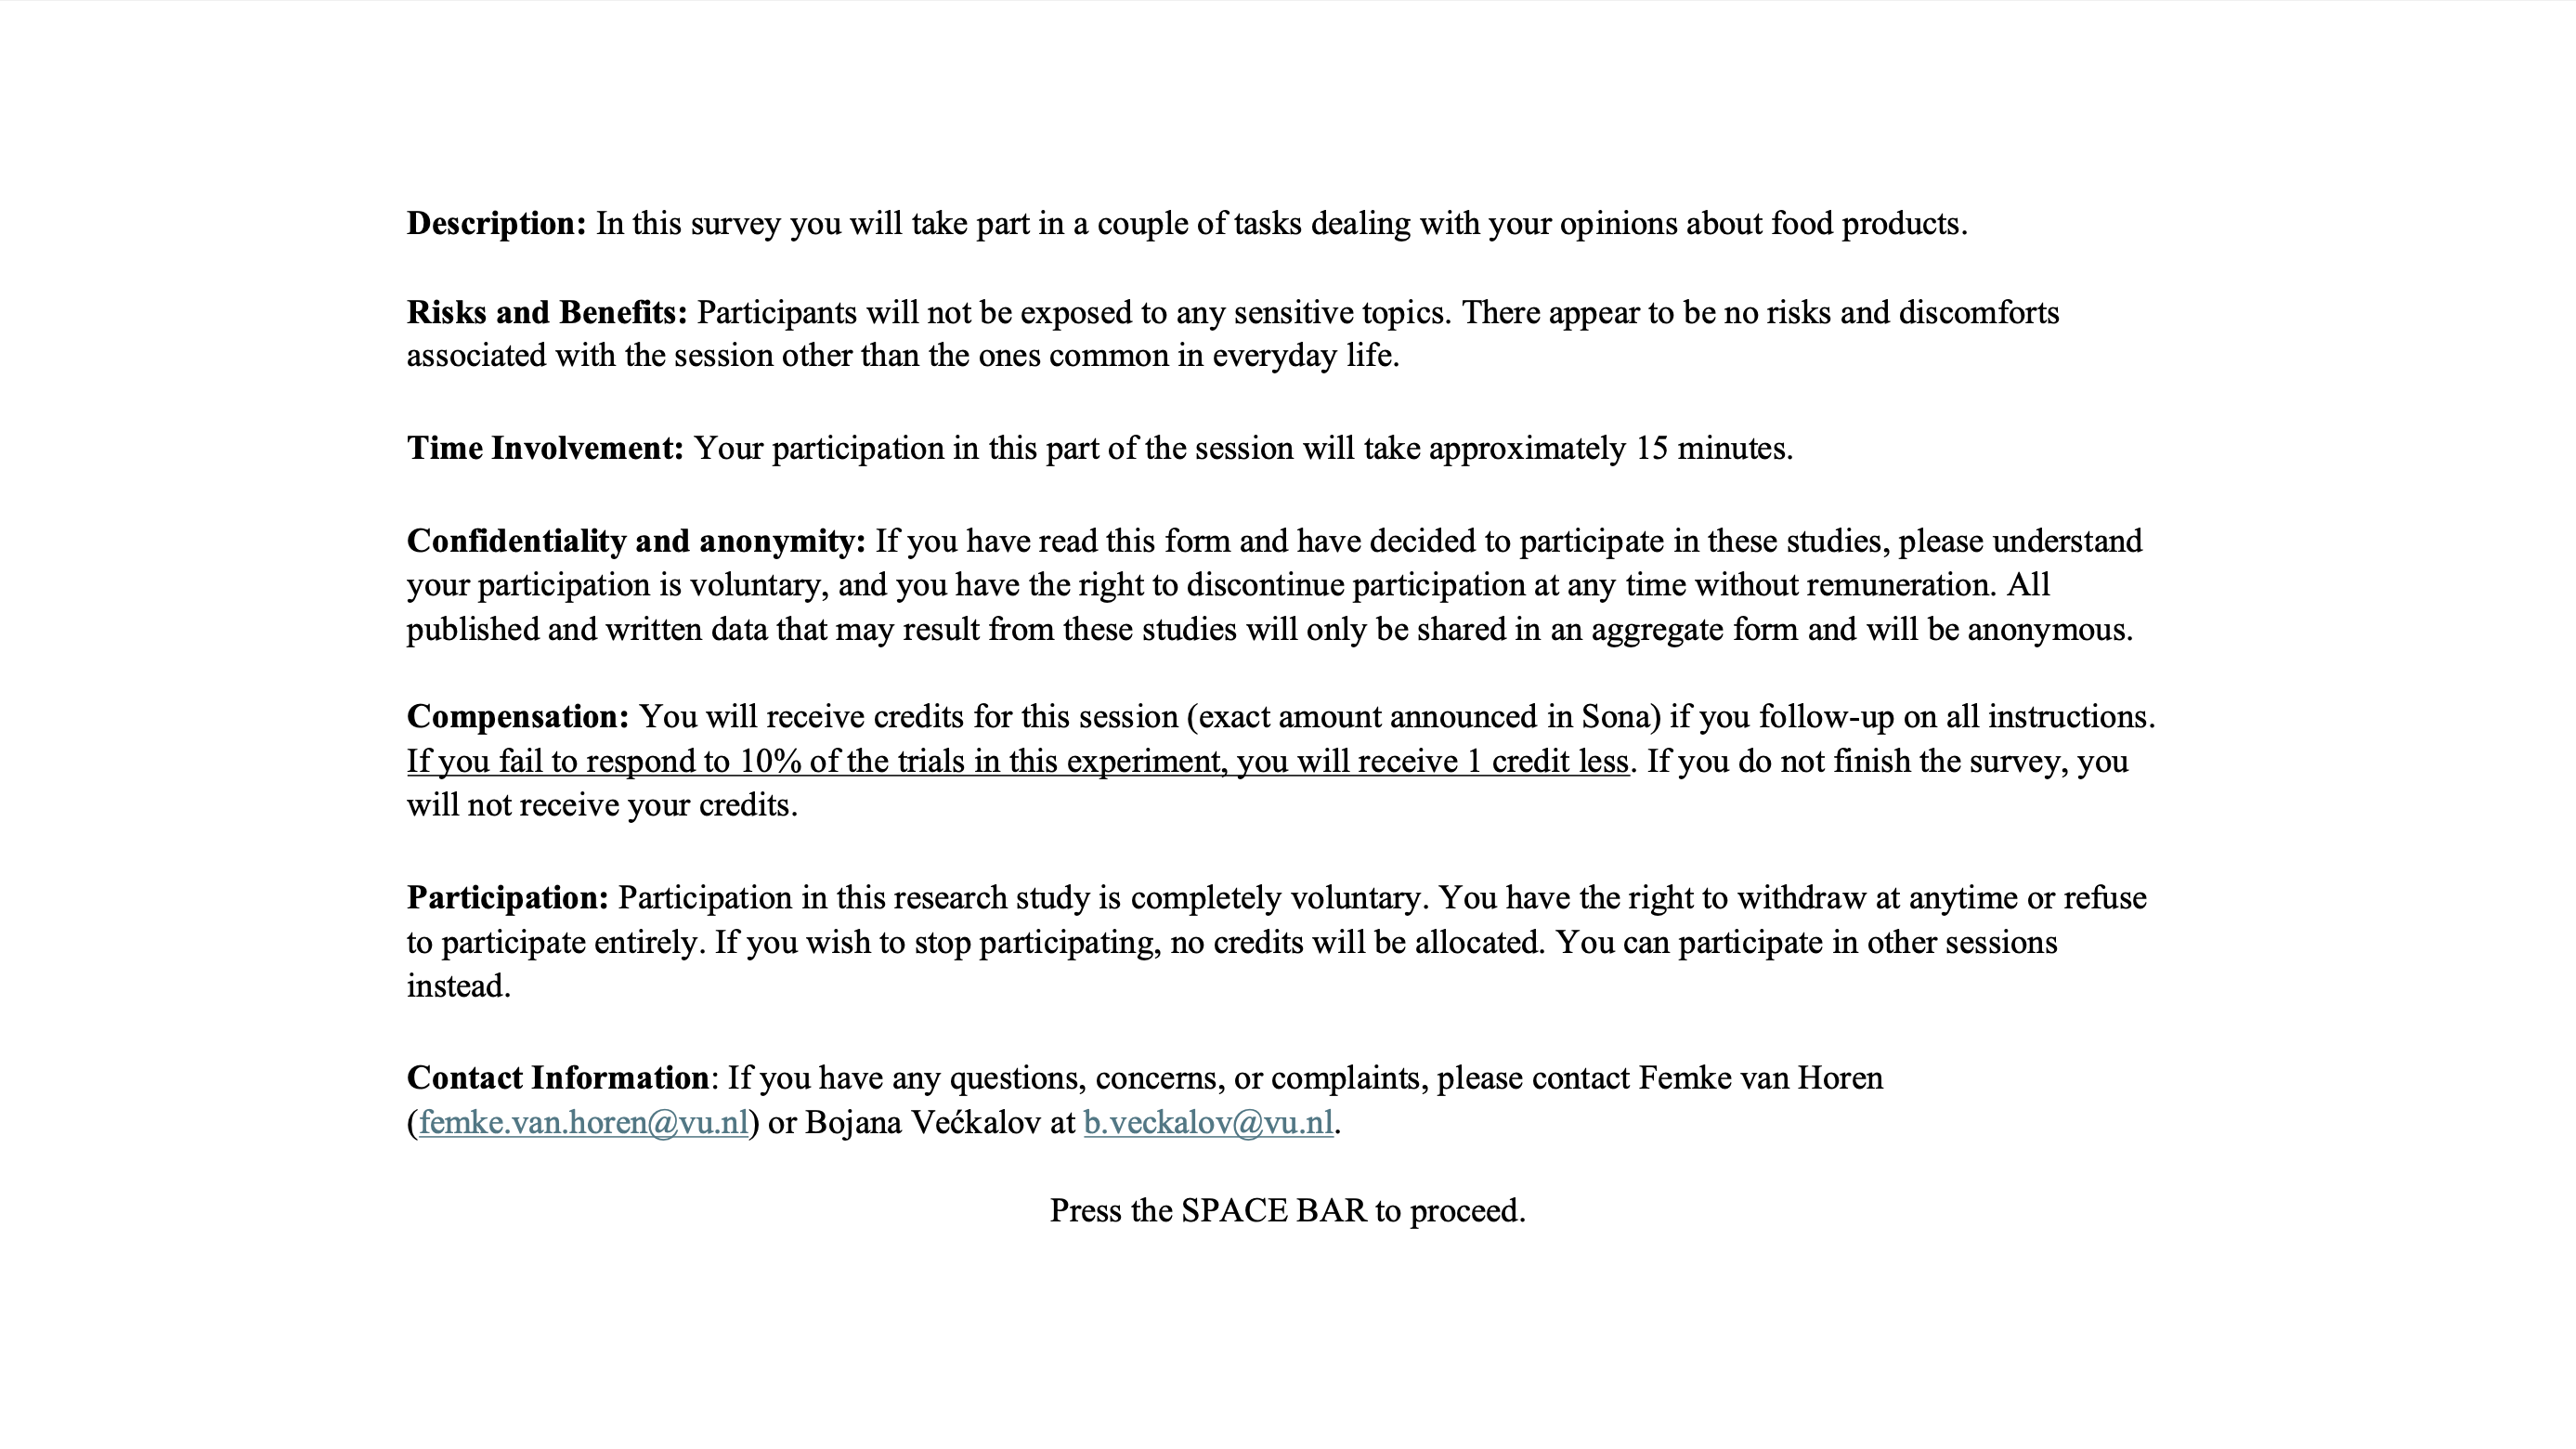 Description: In this survey you will take part in a couple of tasks dealing with your opinions about food products.
Risks and Benefits: Participants will not be exposed to any sensitive topics. There appear to be no risks and discomforts
associated with the session other than the ones common in everyday life.
Time Involvement: Your participation in this part of the session will take approximately 15 minutes.
Confidentiality and anonymity: If you have read this form and have decided to participate in these studies, please understand
your participation is voluntary, and you have the right to discontinue participation at any time without remuneration. All
published and written data that may result from these studies will only be shared in an aggregate form and will be anonymous.
Compensation: You will receive credits for this session (exact amount announced in Sona) if you follow-up on all instructions.
If you fail to respond to 10% of the trials in this experiment, you will receive 1 credit less. If you do not finish the survey, you
will not receive your credits.
Participation: Participation in this research study is completely voluntary. You have the right to withdraw at anytime or refuse
to participate entirely. If you wish to stop participating, no credits will be allocated. You can participate in other sessions
instead.
Contact Information: If you have any questions, concerns, or complaints, please contact Femke van Horen
(femke.van.horen@vu.nl) or Bojana Većkalov at b.veckalov@vu.nl.
Press the SPACE BAR to proceed.